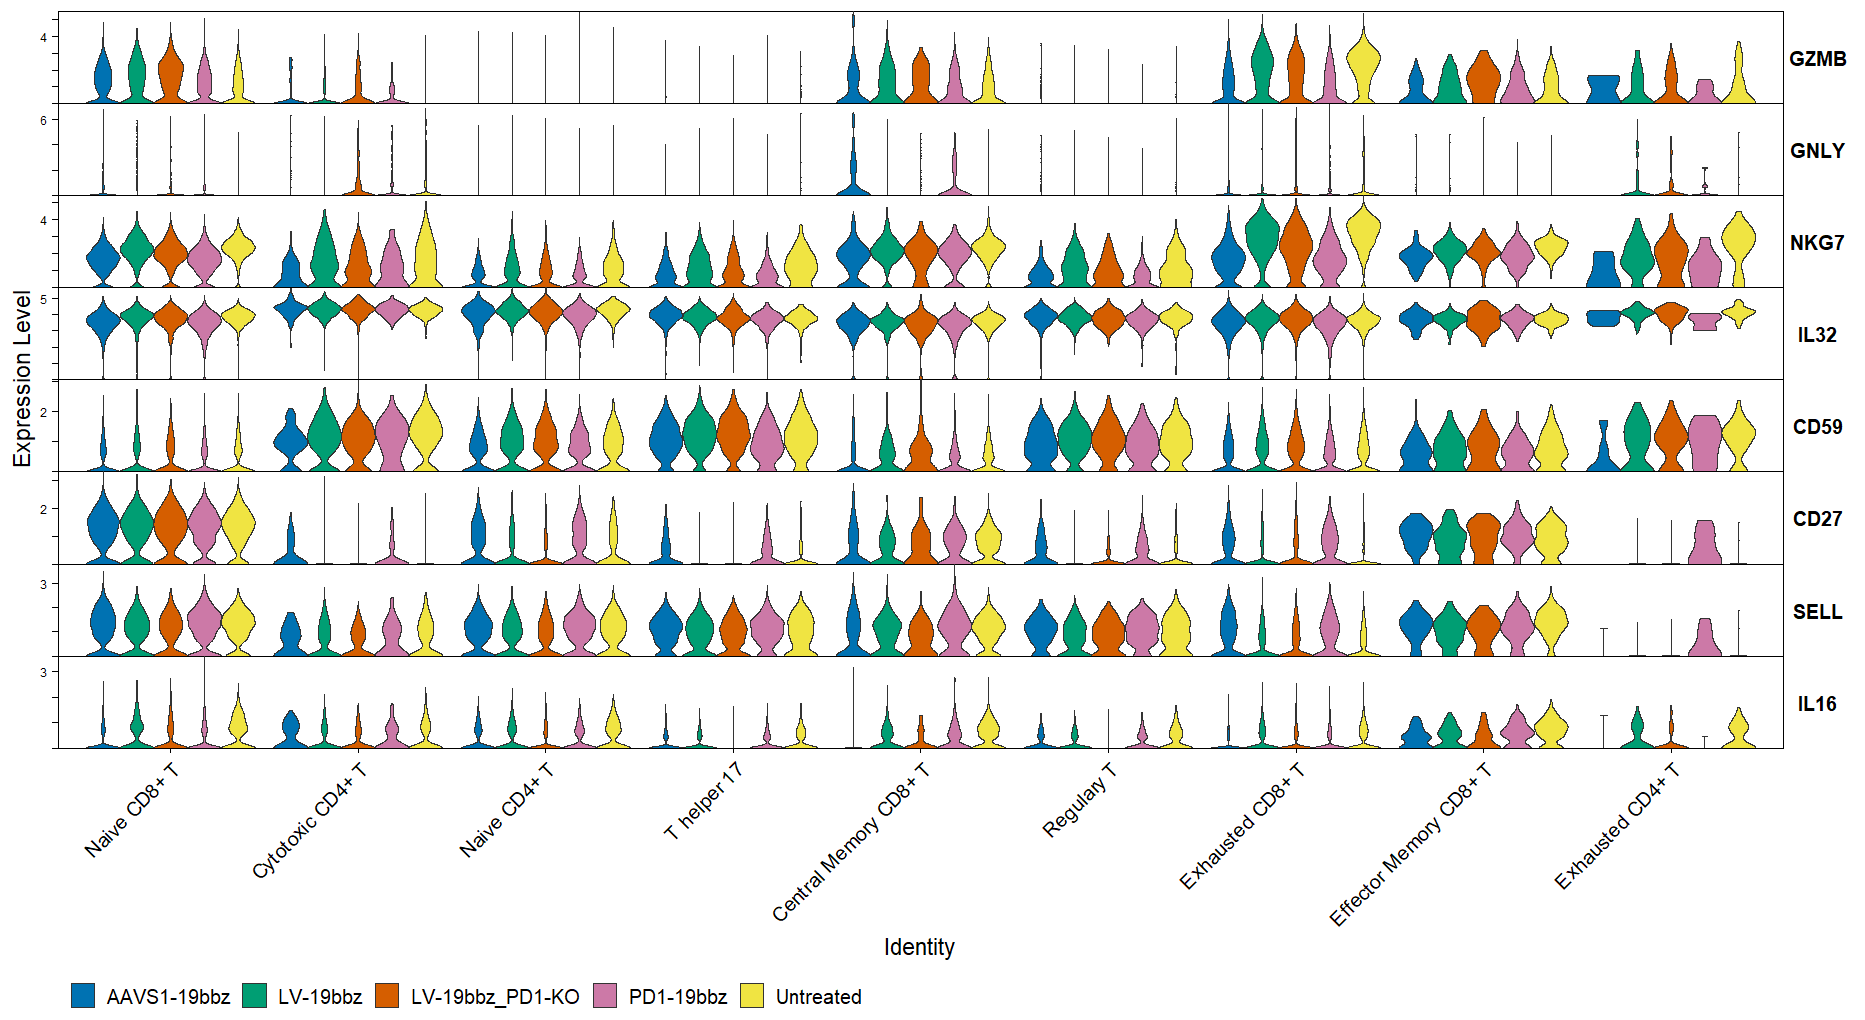 4
GZMB
6
GNLY
4
NKG7
5
IL32
2
CD59
2
CD27
3
SELL
3
IL16
Expression Level
Naive CD8+ T
Cytotoxic CD4+ T
Naive CD4+ T
T helper 17
Central Memory CD8+ T
Regulary T
Exhausted CD8+ T
Effector Memory CD8+ T
Exhausted CD4+ T
Identity
AAVS1-19bbz LV-19bbz LV-19bbz_PD1-KO PD1-19bbz Untreated